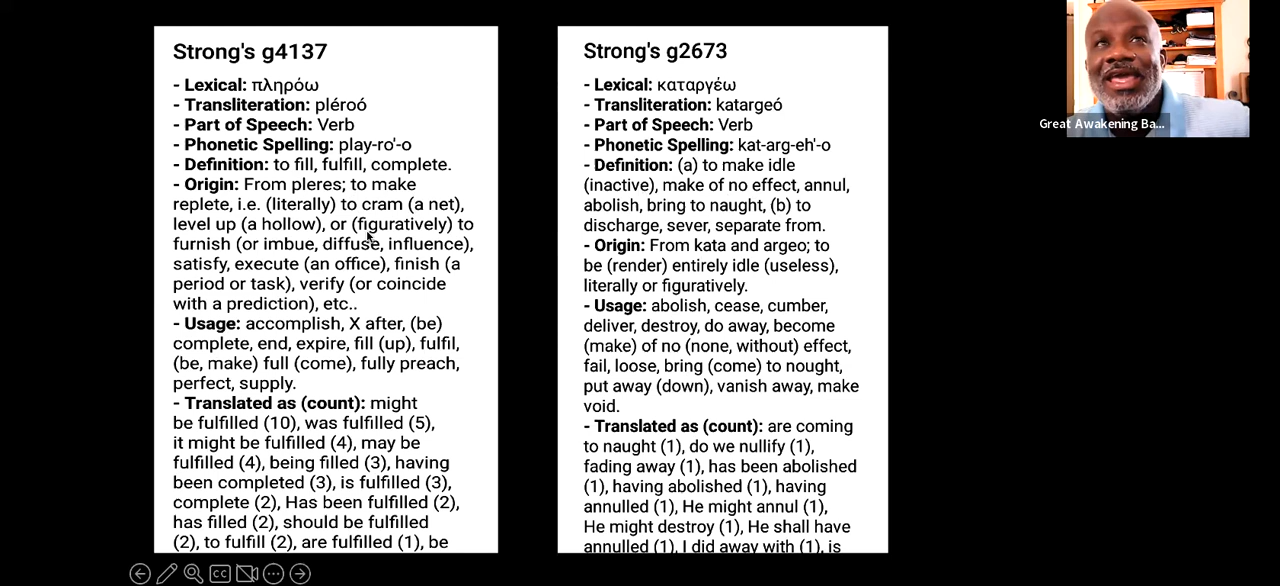 Strong's g4137
- Lexical: πληρόω
- Transliteration: pléroó
- Part of Speech: Verb
- Phonetic Spelling: play-ro'-o
- Definition: to fill, fulfill, complete.
- Origin: From pleres; to make
replete, i.e. (literally) to cram (a net),
level up (a hollow), or (figuratively) to
furnish (or imbue, diffuse, influence),
satisfy, execute (an office), finish (a
period or task), verify (or coincide
with a prediction), etc..
- Usage: accomplish, X after, (be)
complete, end, expire, fill (up), fulfil,
(be, make) full (come), fully preach,
perfect, supply.
- Translated as (count): might
be fulfilled (10), was fulfilled (5),
it might be fulfilled (4), may be
fulfilled (4), being filled (3), having
been completed (3), is fulfilled (3),
complete (2), Has been fulfilled (2),
has filled (2), should be fulfilled
(2), to fulfill (2), are fulfilled (1), be
Strong's g2673
- Lexical: καταργέω
- Transliteration: katargeó
- Part of Speech: Verb
- Phonetic Spelling: kat-arg-eh'-o
- Definition: (a) to make idle
(inactive), make of no effect, annul,
abolish, bring to naught, (b) to
discharge, sever, separate from.
- Origin: From kata and argeo; to
be (render) entirely idle (useless),
literally or figuratively.
- Usage: abolish, cease, cumber,
deliver, destroy, do away, become
(make) of no (none, without) effect,
fail, loose, bring (come) to nought,
put away (down), vanish away, make
void.
- Translated as (count): are coming
to naught (1), do we nullify (1),
fading away (1), has been abolished
(1), having abolished (1), having
annulled (1), He might annul (1),
He might destroy (1), He shall have
annulled (1), I did away with (1), is
Great Awakening Ba...
CC